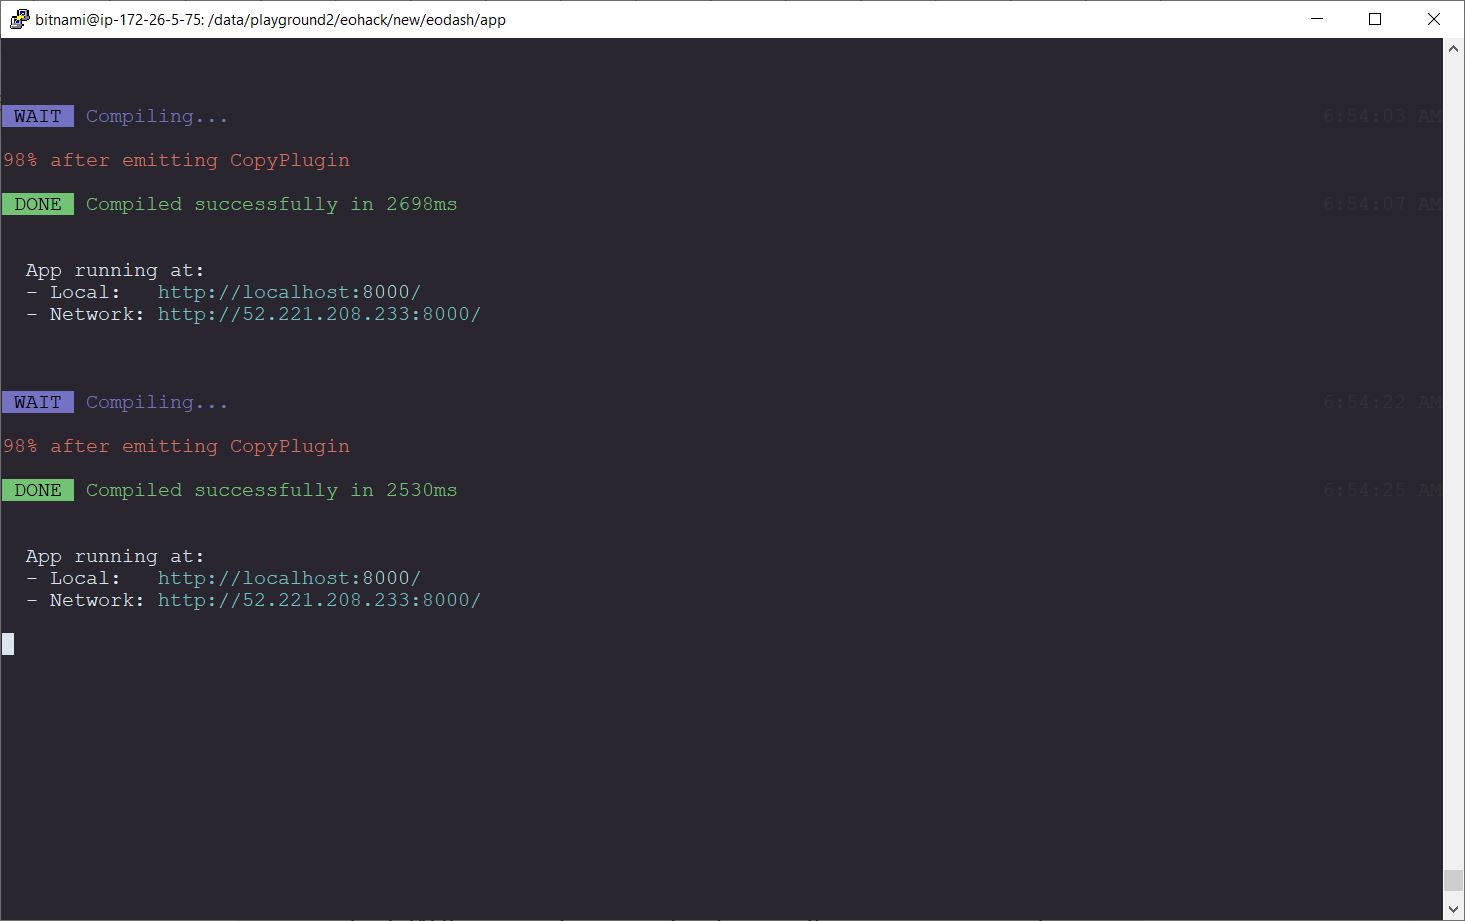 bitnami@ip-172-26-5-75: /data/playground2/eohack/new/eodash/app
WAIT Compiling... 6:54:03 AM
98% after emitting CopyPlugin
DONE Compiled successfully in 2698ms 6:54:07 AM
App running at:
- Local: http://localhost:8000/
- Network: http://52.221.208.233:8000/
WAIT Compiling... 6:54:22 AM
98% after emitting CopyPlugin
DONE Compiled successfully in 2530ms 6:54:25 AM
App running at:
- Local: http://localhost:8000/
- Network: http://52.221.208.233:8000/